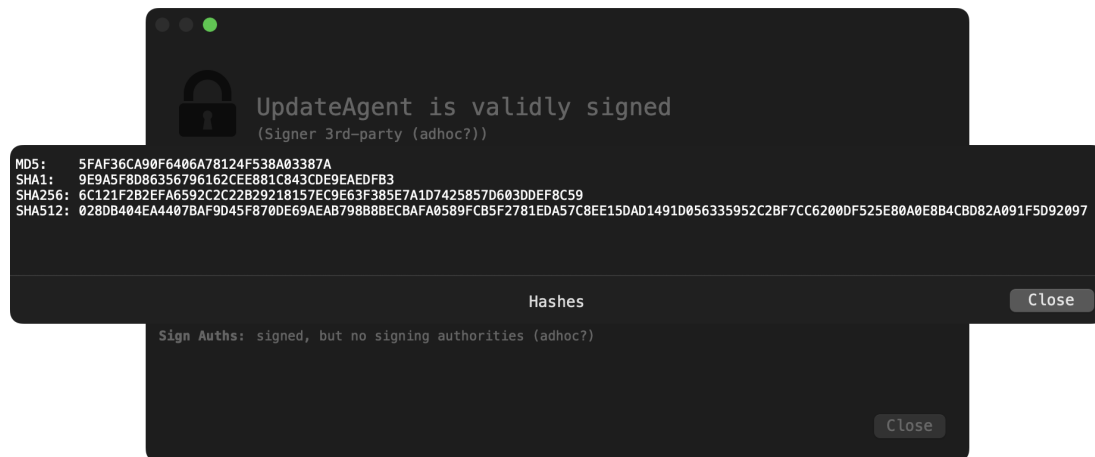 UpdateAgent is validly signed
(Signer 3rd-party (adhoc?))
MD5: 5FAF36CA90F6406A78124F538A03387A
SHA1: 9E9A5F8D86356796162CEE881C843CDE9EAEDFB3
SHA256: 6C121F2B2EFA6592C2C22B29218157EC9E63F385E7A1D7425857D603DDEF8C59
SHA512: 028DB404EA4407BAF9D45F870DE69AEAB798B8BECBAFA0589FCB5F2781EDA57C8EE15DAD1491D056335952C2BF7CC6200DF525E80A0E8B4CBD82A091F5D92097
Hashes
Close
Sign Auths: signed, but no signing authorities (adhoc?)
Close